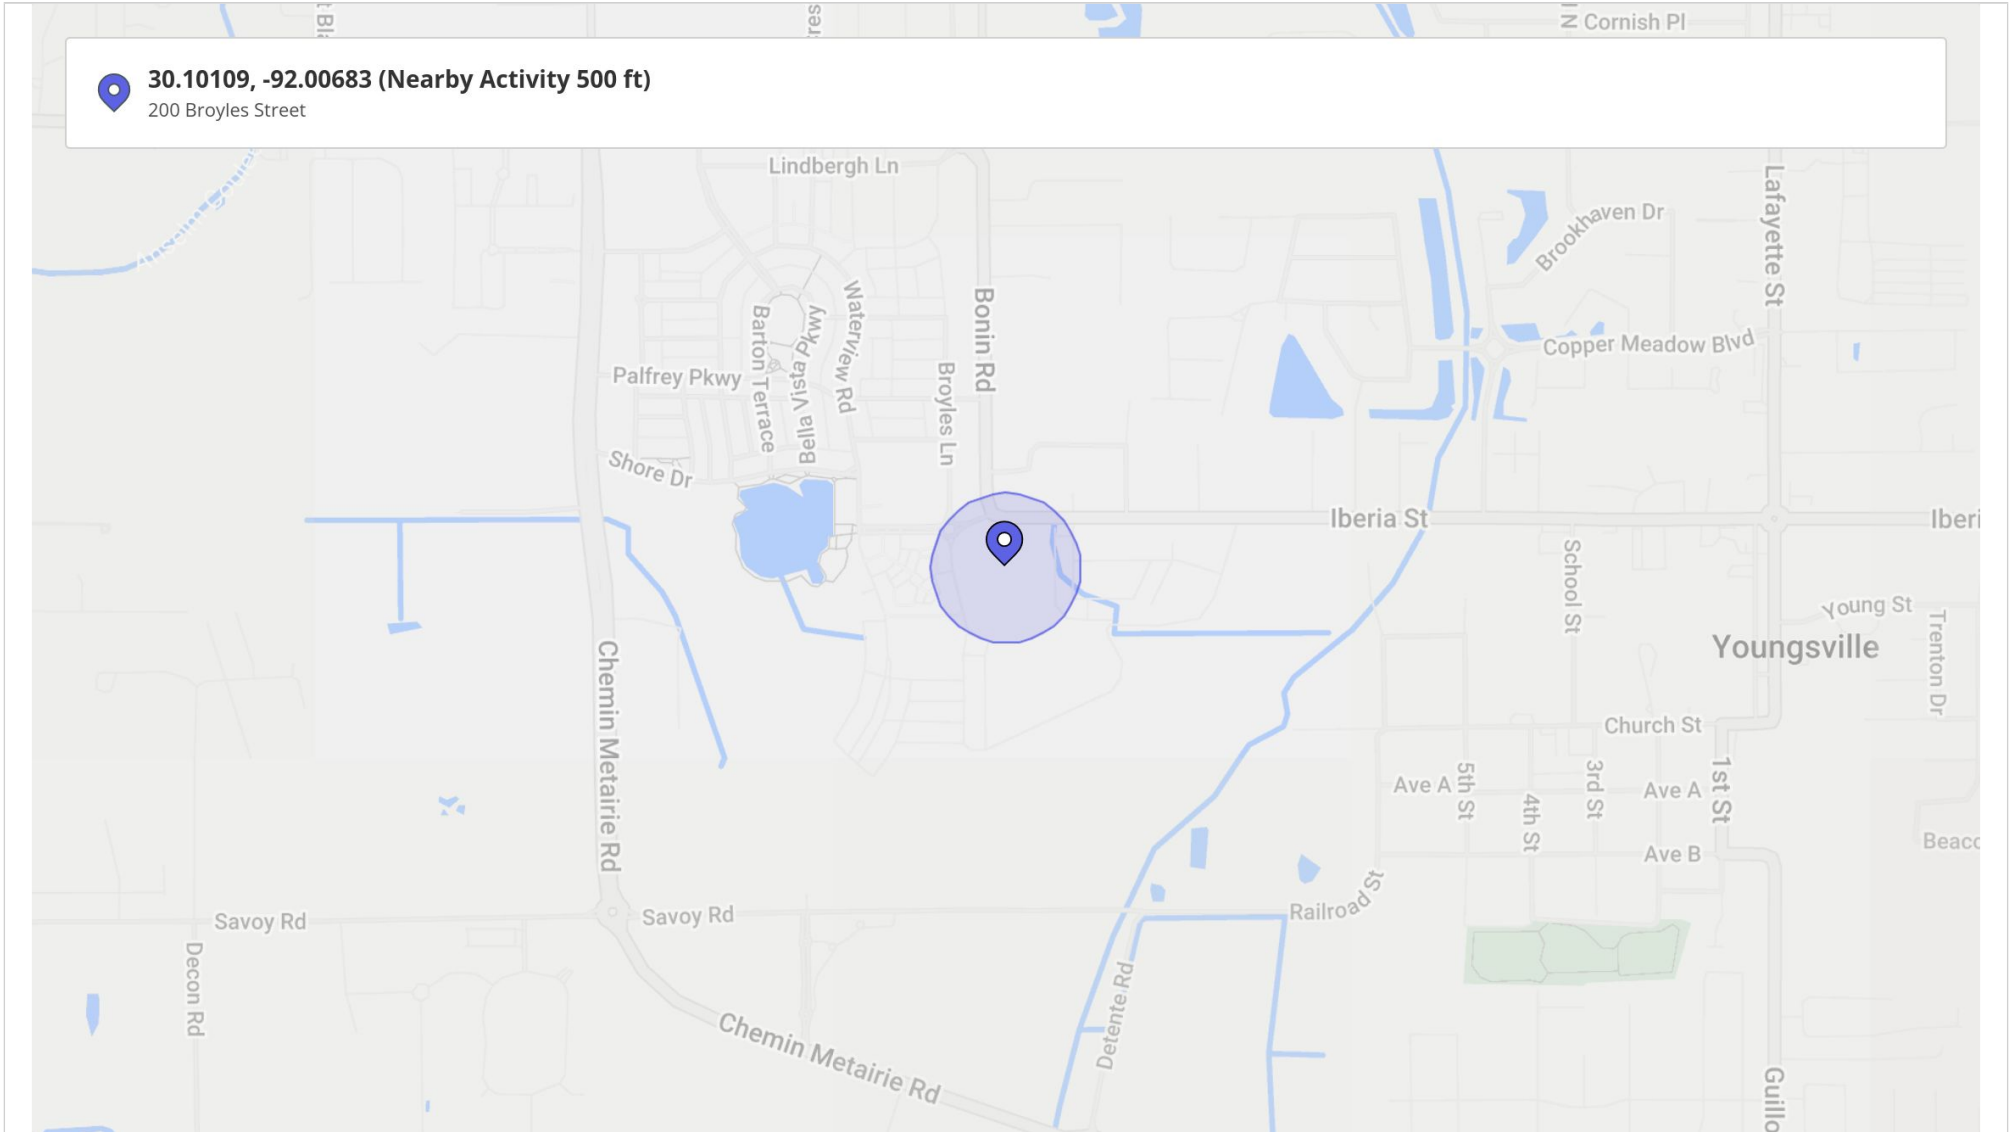 Cornish Pl
N
30.10109, -92.00683 (Nearby Activity 500 ft)
200 Broyles Street
Lindbergh Ln
Lafayette St
Brookhaven Dr
Bonin Rd
Waterview Rd
Barton Terrace
Bella Vista Pkwy
Copper Meadow Blvd
Palfrey Pkwy
Broyles Ln
Shore Dr
Iberia St
Iberi
School St
Young St
Trenton Dr
Youngsville
Chemin Metairie Rd
Church St
5th St
3rd St
1st St
Ave A
Ave A
4th St
Beac
Ave B
Railroad St
Savoy Rd
Savoy Rd
Decon Rd
Detente Rd
Chemin Metairie Rd
Guillo